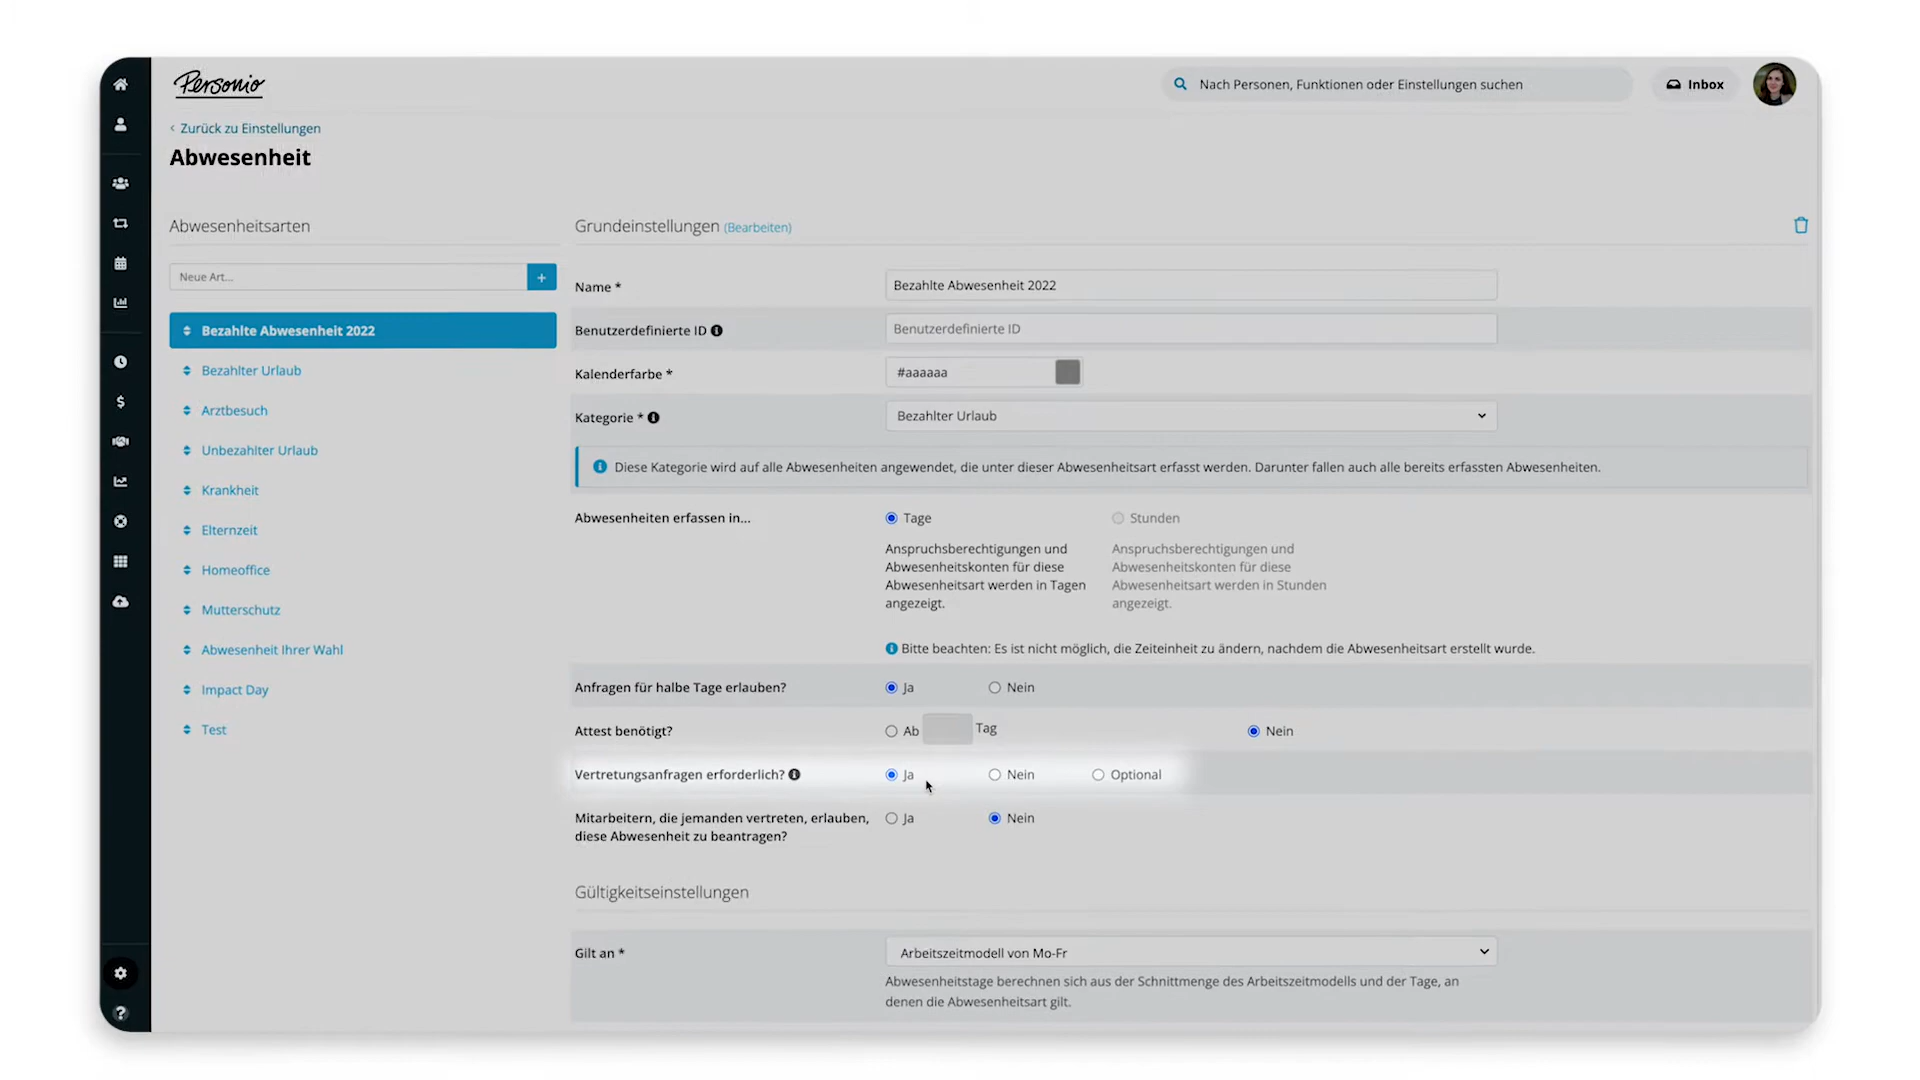 Personio
Nach Personen, Funktionen oder Einstellungen suchen
Inbox
‹ Zurück zu Einstellungen
Abwesenheit
Abwesenheitsarten
Neue Art...
+
Bezahlte Abwesenheit 2022
Bezahlter Urlaub
Arztbesuch
Unbezahlter Urlaub
Krankheit
Elternzeit
Homeoffice
Mutterschutz
Abwesenheit Ihrer Wahl
Impact Day
Test
Grundeinstellungen (Bearbeiten)
Name * Bezahlte Abwesenheit 2022
Benutzerdefinierte ID Benutzerdefinierte ID
Kalenderfarbe * #aaaaaa
Kategorie * Bezahlter Urlaub
Diese Kategorie wird auf alle Abwesenheiten angewendet, die unter dieser Abwesenheitsart erfasst werden. Darunter fallen auch alle bereits erfassten Abwesenheiten.
Abwesenheiten erfassen in... Tage Stunden
Anspruchsberechtigungen und
Abwesenheitskonten für diese
Abwesenheitsart werden in Tagen
angezeigt.
Anspruchsberechtigungen und
Abwesenheitskonten für diese
Abwesenheitsart werden in Stunden
angezeigt.
Bitte beachten: Es ist nicht möglich, die Zeiteinheit zu ändern, nachdem die Abwesenheitsart erstellt wurde.
Anfragen für halbe Tage erlauben? Ja Nein
Attest benötigt? Ab Tag Nein
Vertretungsanfragen erforderlich? Ja Nein Optional
Mitarbeitern, die jemanden vertreten, erlauben, Ja Nein
diese Abwesenheit zu beantragen?
Gültigkeitseinstellungen
Gilt an * Arbeitszeitmodell von Mo-Fr
Abwesenheitstage berechnen sich aus der Schnittmenge des Arbeitszeitmodells und der Tage, an
denen die Abwesenheitsart gilt.